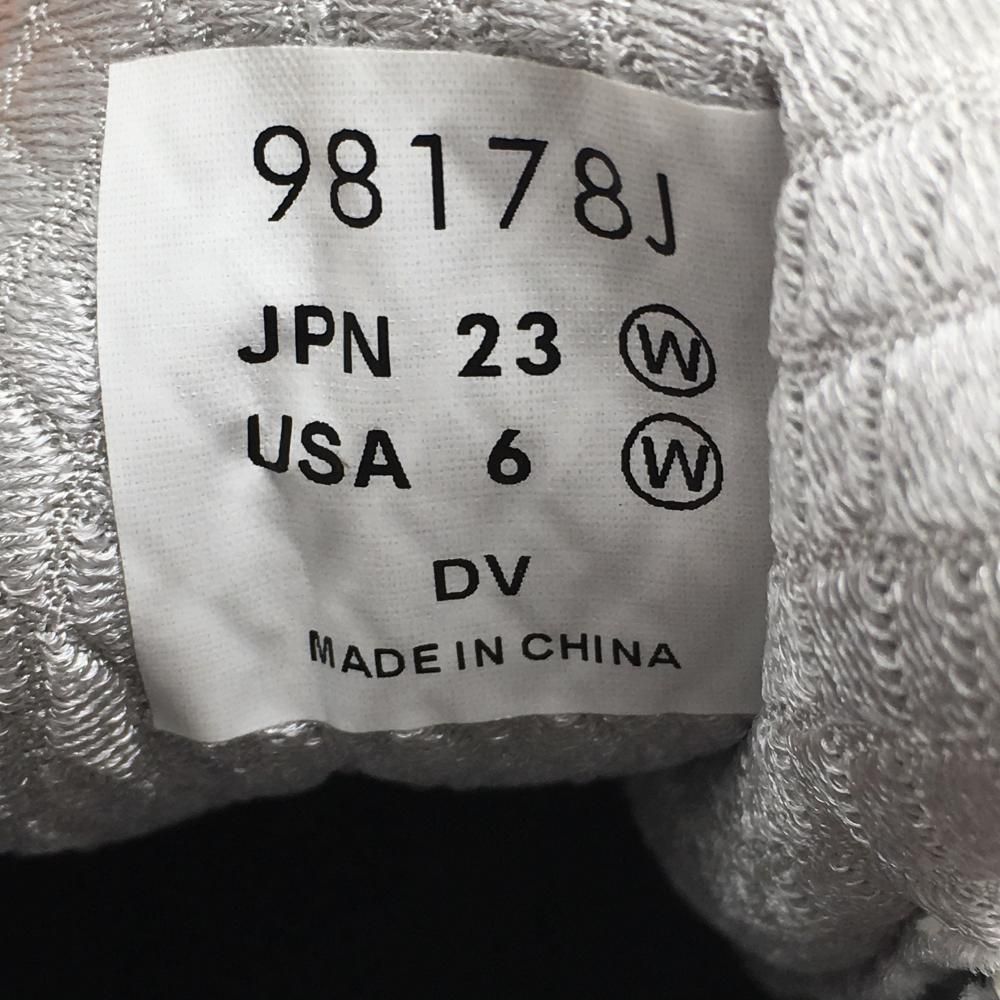 98178J
JPN 23 Ⓦ
USA 6 Ⓦ
DV
MADE IN CHINA